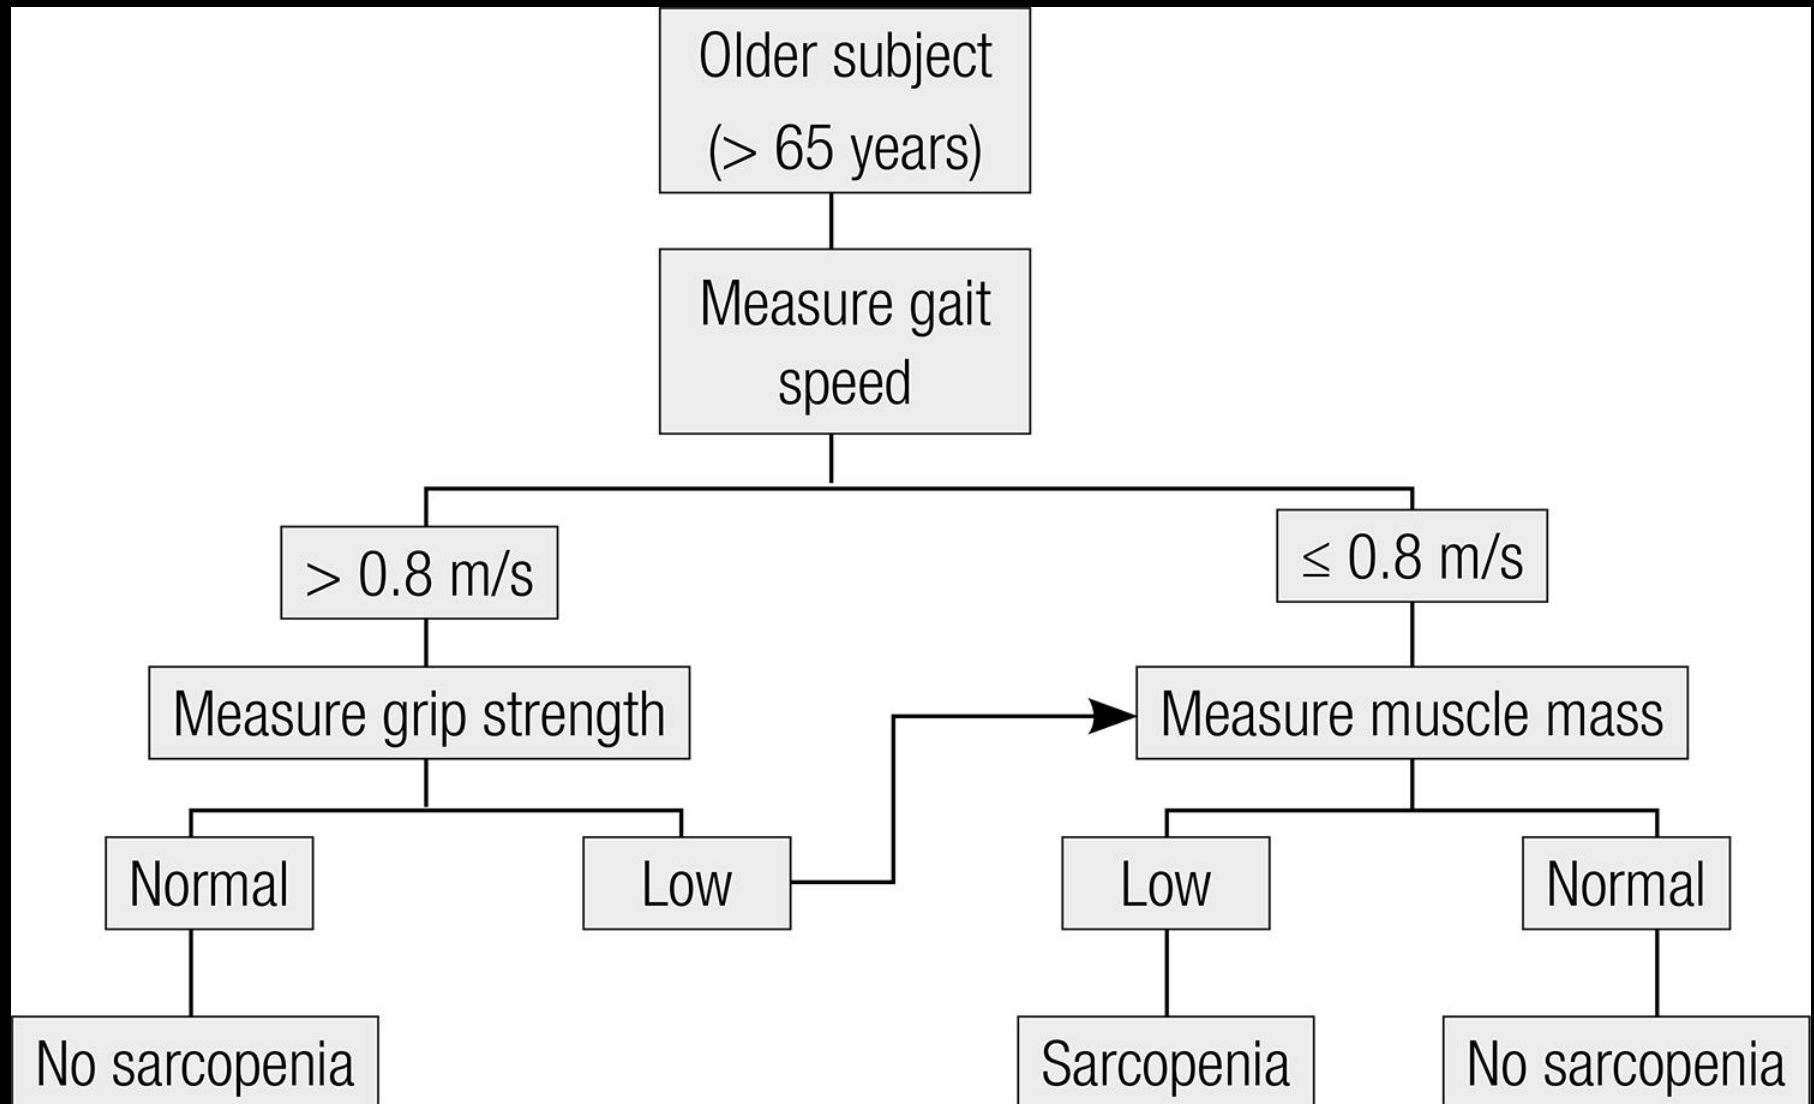 Older subject
(> 65 years)
Measure gait
speed
> 0.8 m/s
≤ 0.8 m/s
Measure grip strength
Measure muscle mass
Normal
Low
Low
Normal
No sarcopenia
Sarcopenia
No sarcopenia